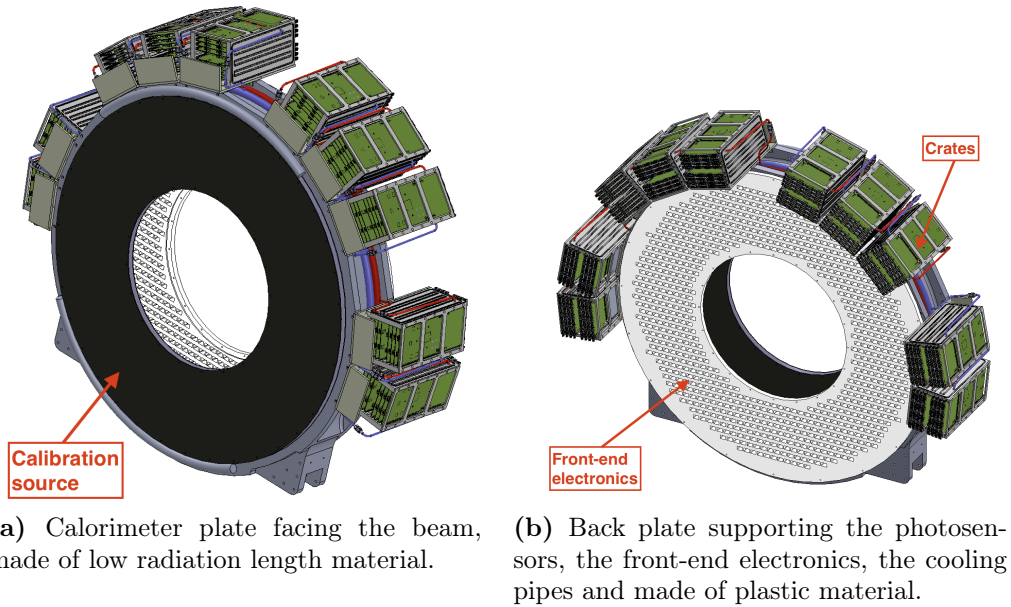 Calibration
source
Crates
Front-end
electronics
a) Calorimeter plate facing the beam,
made of low radiation length material.
(b) Back plate supporting the photosen-
sors, the front-end electronics, the cooling
pipes and made of plastic material.